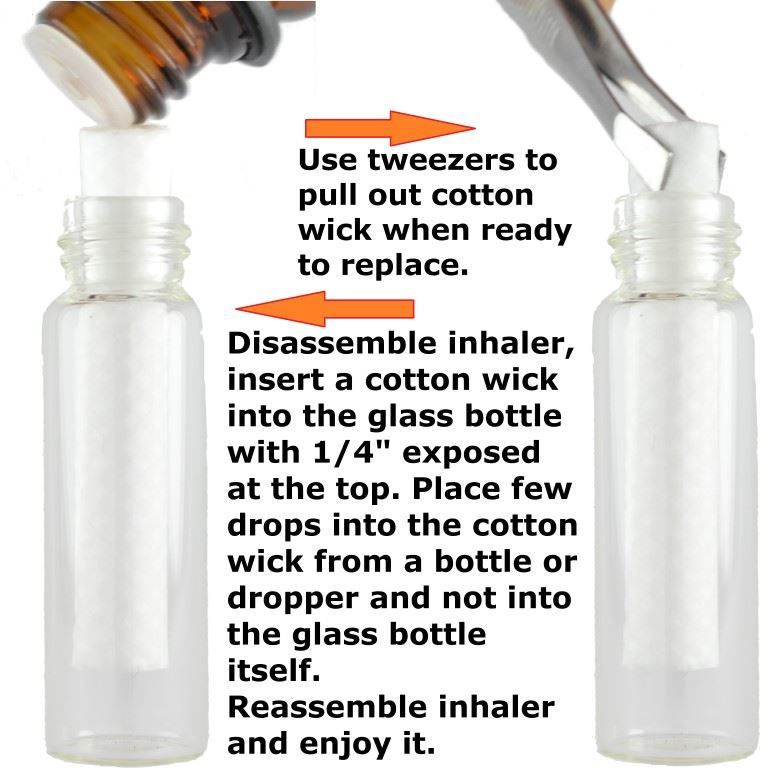 Use tweezers to
pull out cotton
wick when ready
to replace.
Disassemble inhaler,
insert a cotton wick
into the glass bottle
with 1/4" exposed
at the top. Place few
drops into the cotton
wick from a bottle or
dropper and not into
the glass bottle
itself.
Reassemble inhaler
and enjoy it.